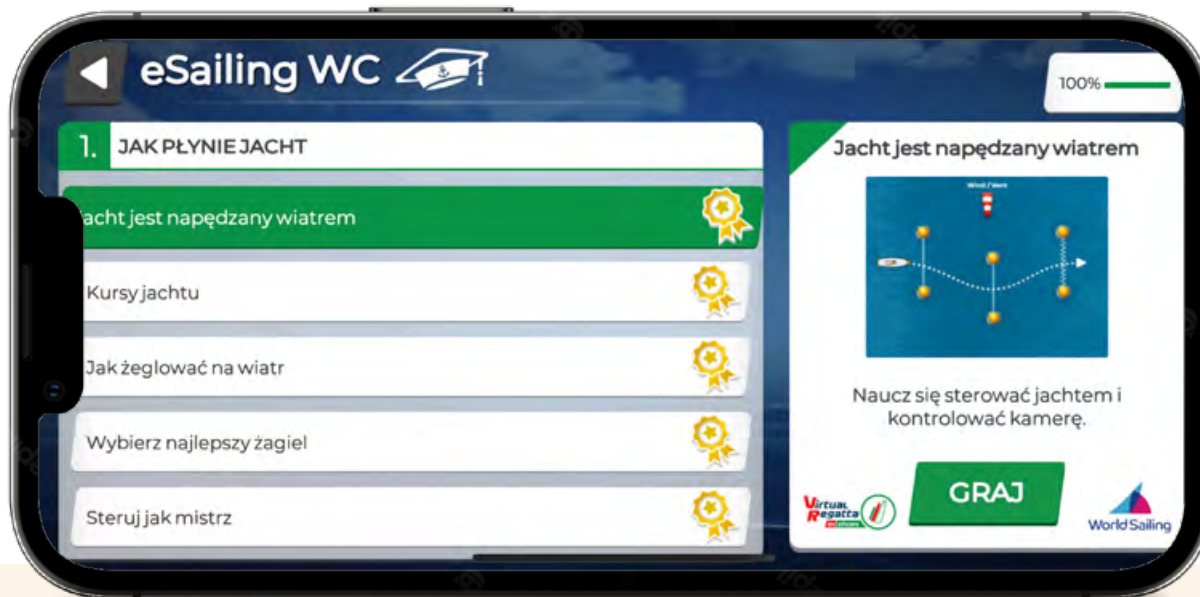 eSailing WC
100%
1. JAK PŁYNIE JACHT
acht jest napędzany wiatrem
Kursy jachtu
Jak żeglować na wiatr
Wybierz najlepszy żagiel
Steruj jak mistrz
Jacht jest napędzany wiatrem
Wind / Vent
Naucz się sterować jachtem i
kontrolować kamerę.
GRAJ
Virtual
Regatta
World Sailing